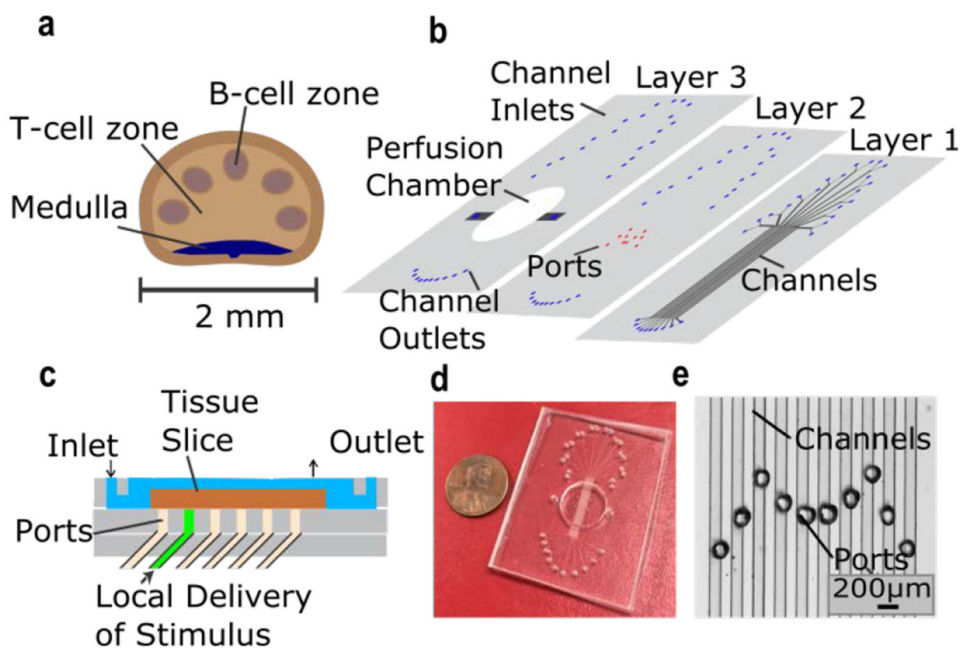 a
B-cell zone
T-cell zone
Medulla
2 mm
b
Channel
Inlets
Layer 3
Layer 2
Layer 1
Perfusion
Chamber
Ports
Channels
Channel
Outlets
c
Tissue
Slice
Inlet
Outlet
Ports
Local Delivery
of Stimulus
d
e
Channels
Ports
200µm